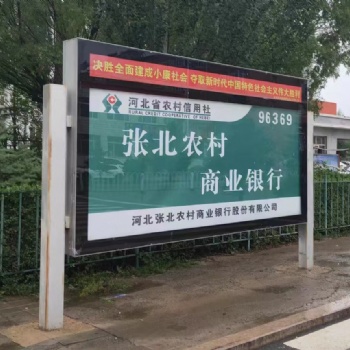 决胜全面建成小康社会 夺取新时代中国特色社会主义伟大胜利
河北省农村信用社
RURAL CREDIT COOPERATIVE OF HEBEI
96369
张北农村
商业银行
河北张北农村商业银行股份有限公司